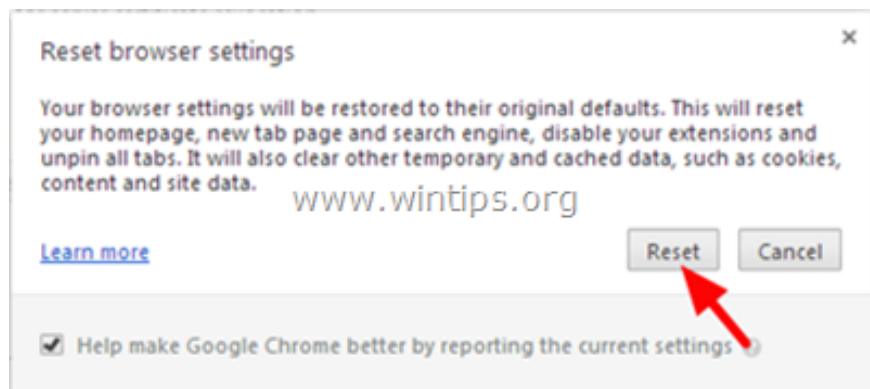 Reset browser settings
Your browser settings will be restored to their original defaults. This will reset
your homepage, new tab page and search engine, disable your extensions and
unpin all tabs. It will also clear other temporary and cached data, such as cookies,
content and site data.
www.wintips.org
Learn more
Reset
Cancel
Help make Google Chrome better by reporting the current settings